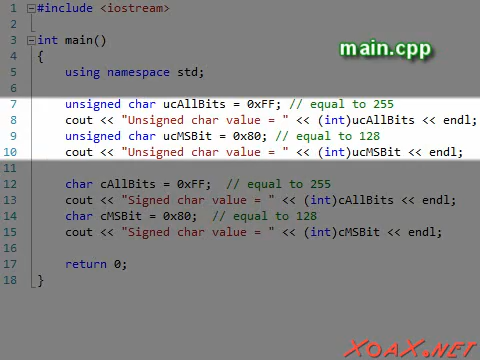 1 #include <iostream>
2
3 int main()
4 {
5 using namespace std;
6
7 unsigned char ucAllBits = 0xFF; // equal to 255
8 cout << "Unsigned char value = " << (int)ucAllBits << endl;
9 unsigned char ucMSBit = 0x80; // equal to 128
10 cout << "Unsigned char value = " << (int)ucMSBit << endl;
11
12 char cAllBits = 0xFF; // equal to 255
13 cout << "Signed char value = " << (int)cAllBits << endl;
14 char cMSBit = 0x80; // equal to 128
15 cout << "Signed char value = " << (int)cMSBit << endl;
16
17 return 0;
18 }
main.cpp
XOAX.NET